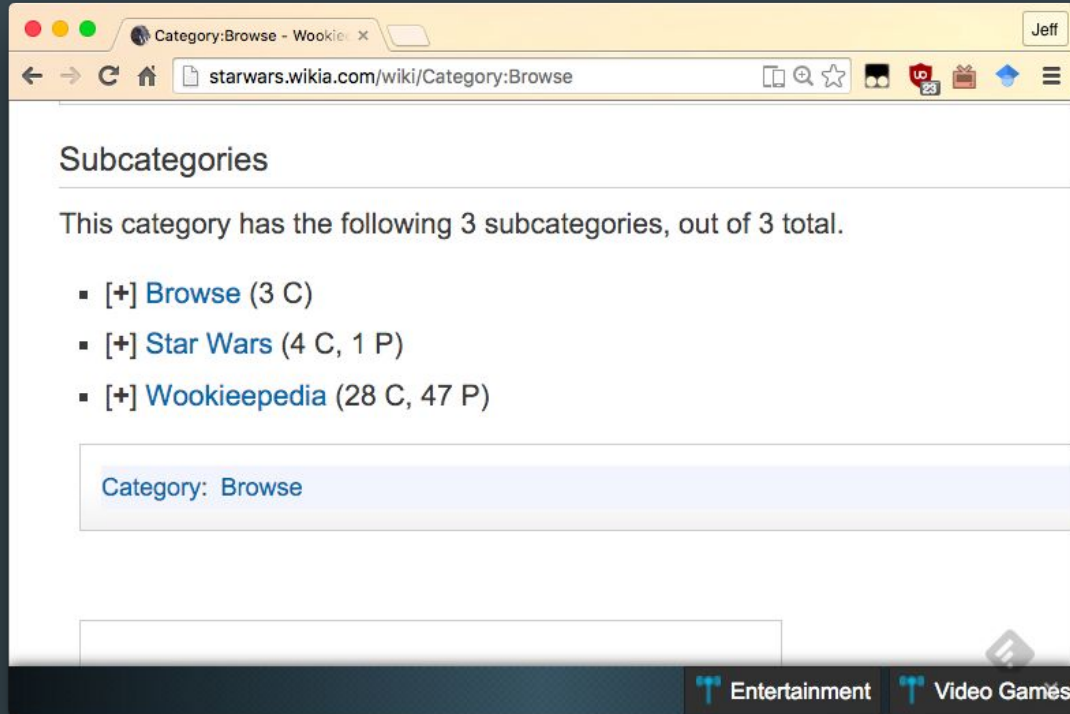 Category:Browse - Wookie
Jeff
starwars.wikia.com/wiki/Category:Browse
23
Subcategories
This category has the following 3 subcategories, out of 3 total.
[+] Browse (3 C)
[+] Star Wars (4 C, 1 P)
[+] Wookieepedia (28 C, 47 P)
Category: Browse
Entertainment Video Games